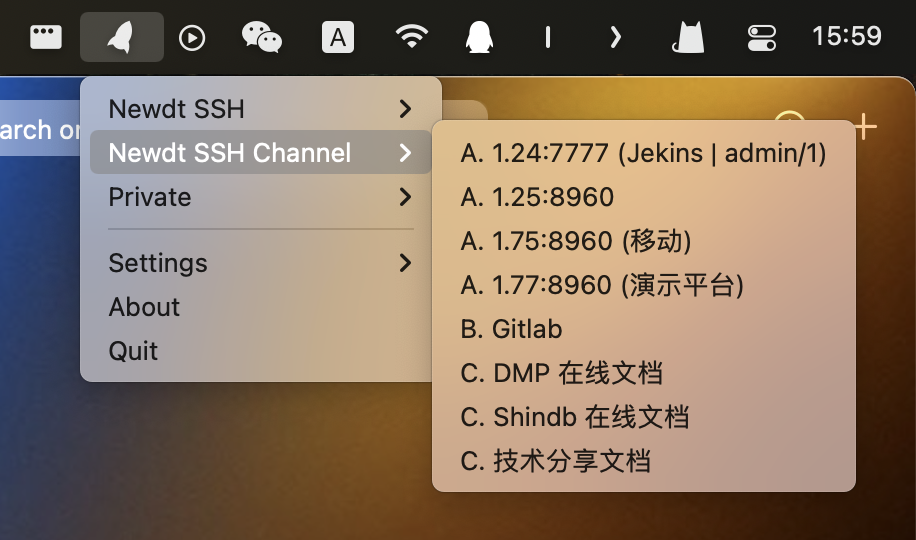 A
15:59
arch or
Newdt SSH
Newdt SSH Channel
Private
Settings
About
Quit
A. 1.24:7777 (Jekins | admin/1)
A. 1.25:8960
A. 1.75:8960 (移动)
A. 1.77:8960 (演示平台)
B. Gitlab
C. DMP 在线文档
C. Shindb 在线文档
C. 技术分享文档